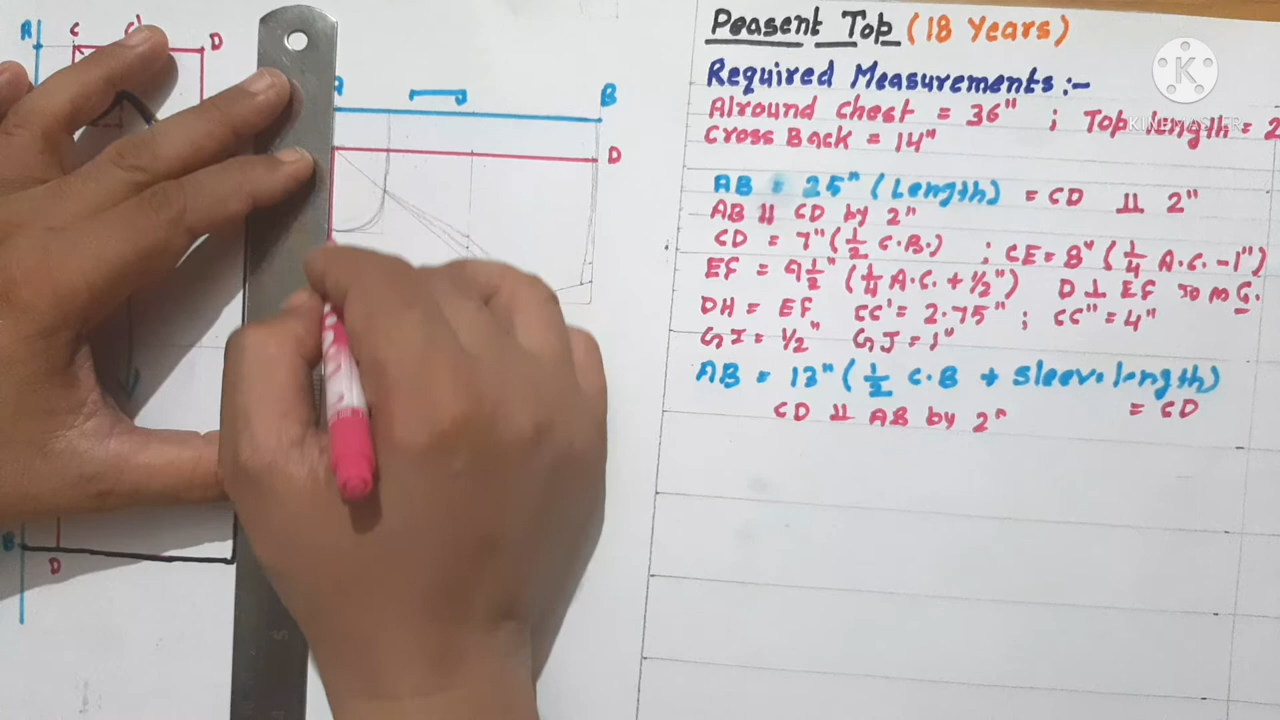 A C C' D
A
B
D
B
D
Peasent Top (18 Years)
Required Measurements:-
Alround chest = 36" ; Top length = 2
Cross Back = 14"
AB = 25" (Length) = CD ⫫ 2"
AB ⫫ CD by 2"
CD = 7" (1/2 C.B.) ; CE = 8" (1/4 A.C. - 1")
EF = 9 1/2" (1/4 A.C. + 1/2") D ⊥ EF to m G.
DH = EF CC' = 2.75" ; CC" = 4"
GI = 1/2" GJ = 1"
AB = 13" (1/2 C.B + Sleeve length)
CD ⫫ AB by 2" = CD
K
KINEMASTER